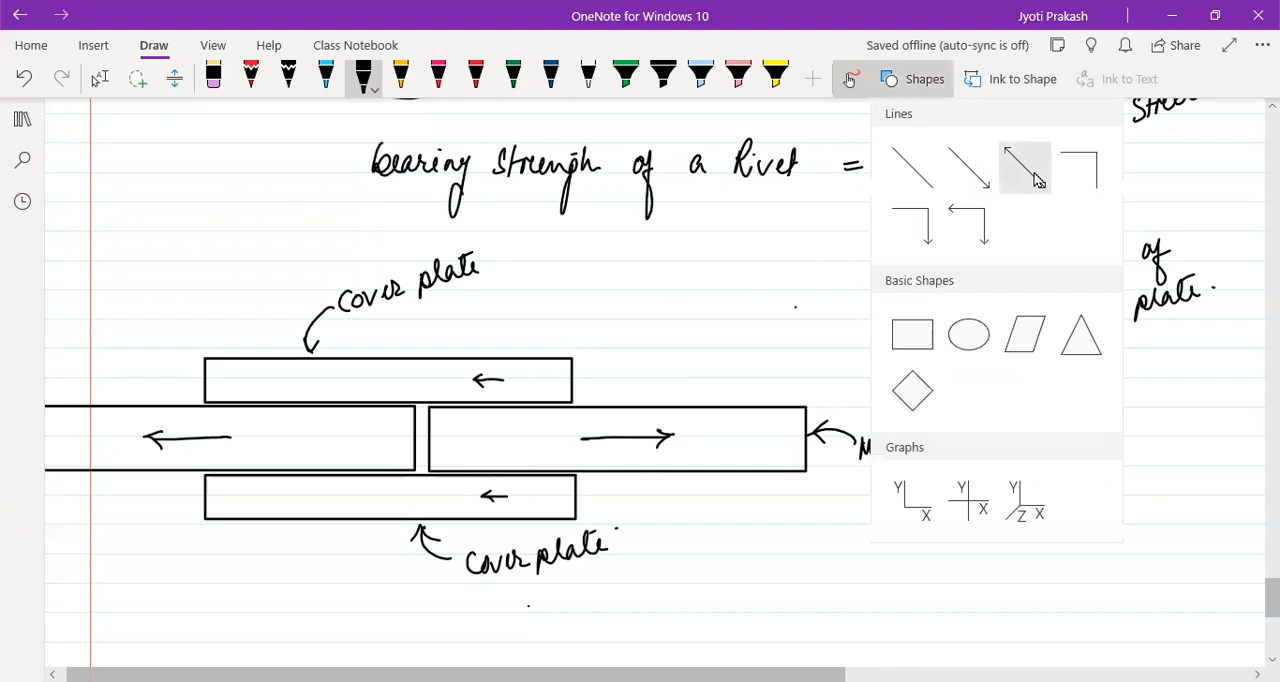 OneNote for Windows 10
Jyoti Prakash
Home Insert Draw View Help Class Notebook
Saved offline (auto-sync is off) Share
Shapes Ink to Shape Ink to Text
Lines
bearing strength of a Rivet =
of
plate.
cover plate
Basic Shapes
Graphs
Y X Y X Y Z X
cover plate